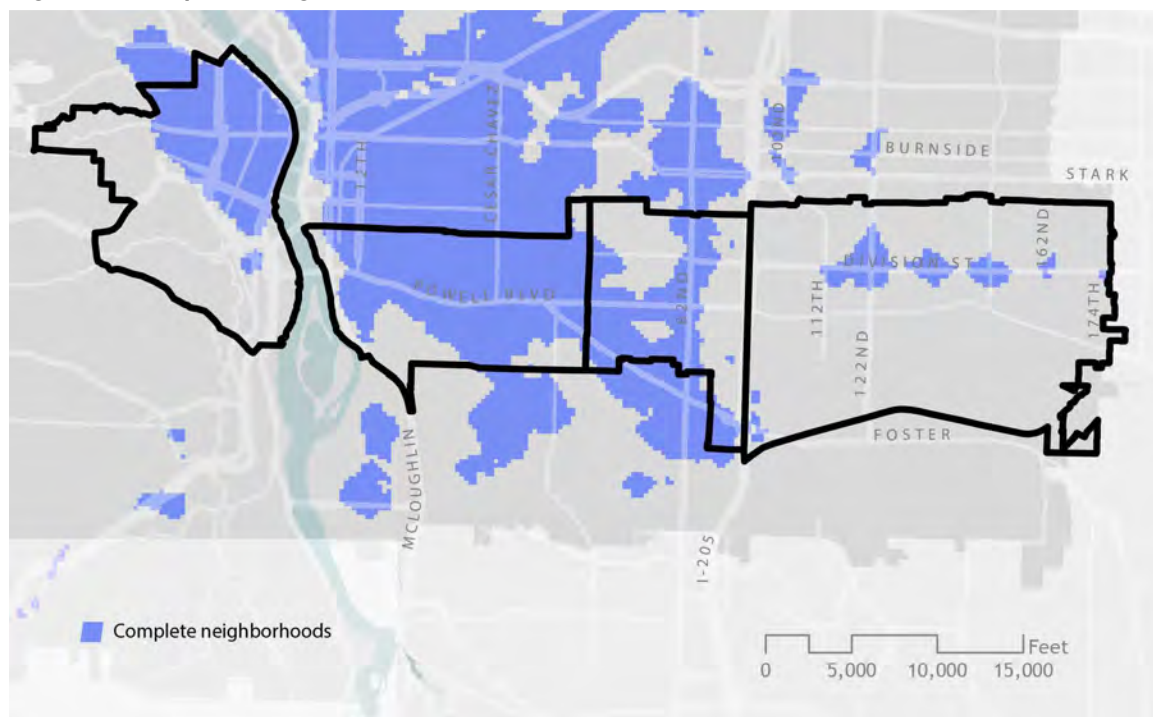 12TH
CESAR CHAVEZ
102ND
BURNSIDE
STARK
162ND
DIVISION ST
POWELL BLVD
82ND
112TH
122ND
174TH
FOSTER
MCLOUGHLIN
I-205
Complete neighborhoods
Feet
0 5,000 10,000 15,000